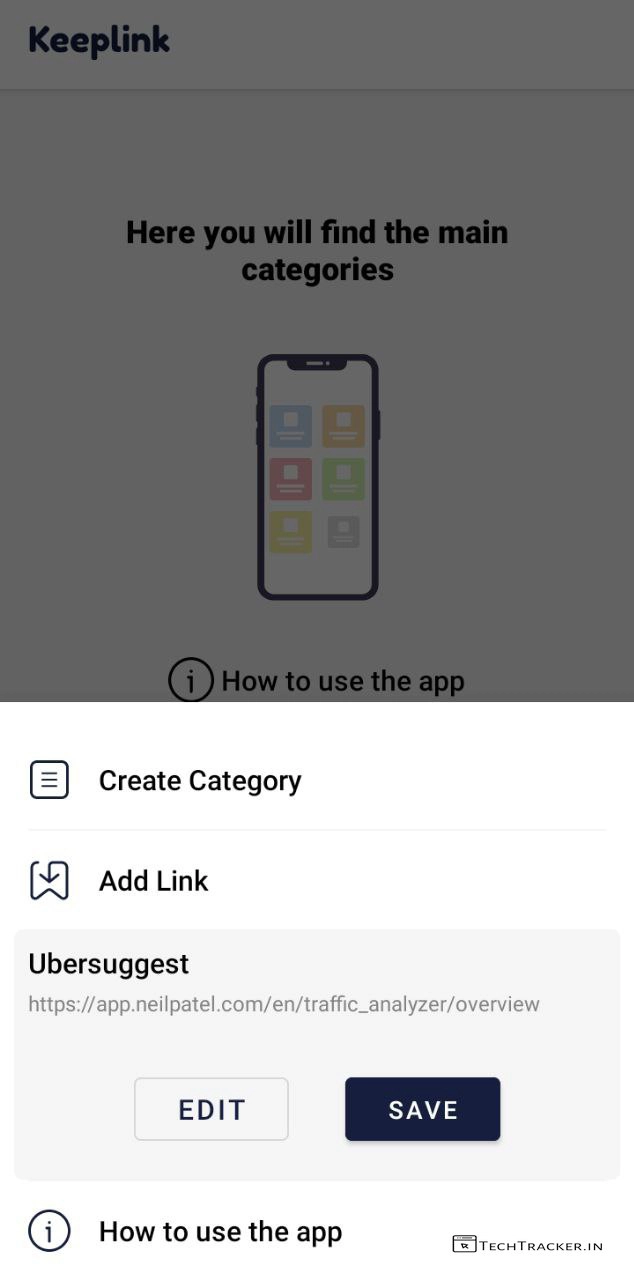 Keeplink
Here you will find the main
categories
How to use the app
Create Category
Add Link
Ubersuggest
https://app.neilpatel.com/en/traffic_analyzer/overview
EDIT
SAVE
How to use the app
TECHTRACKER.IN